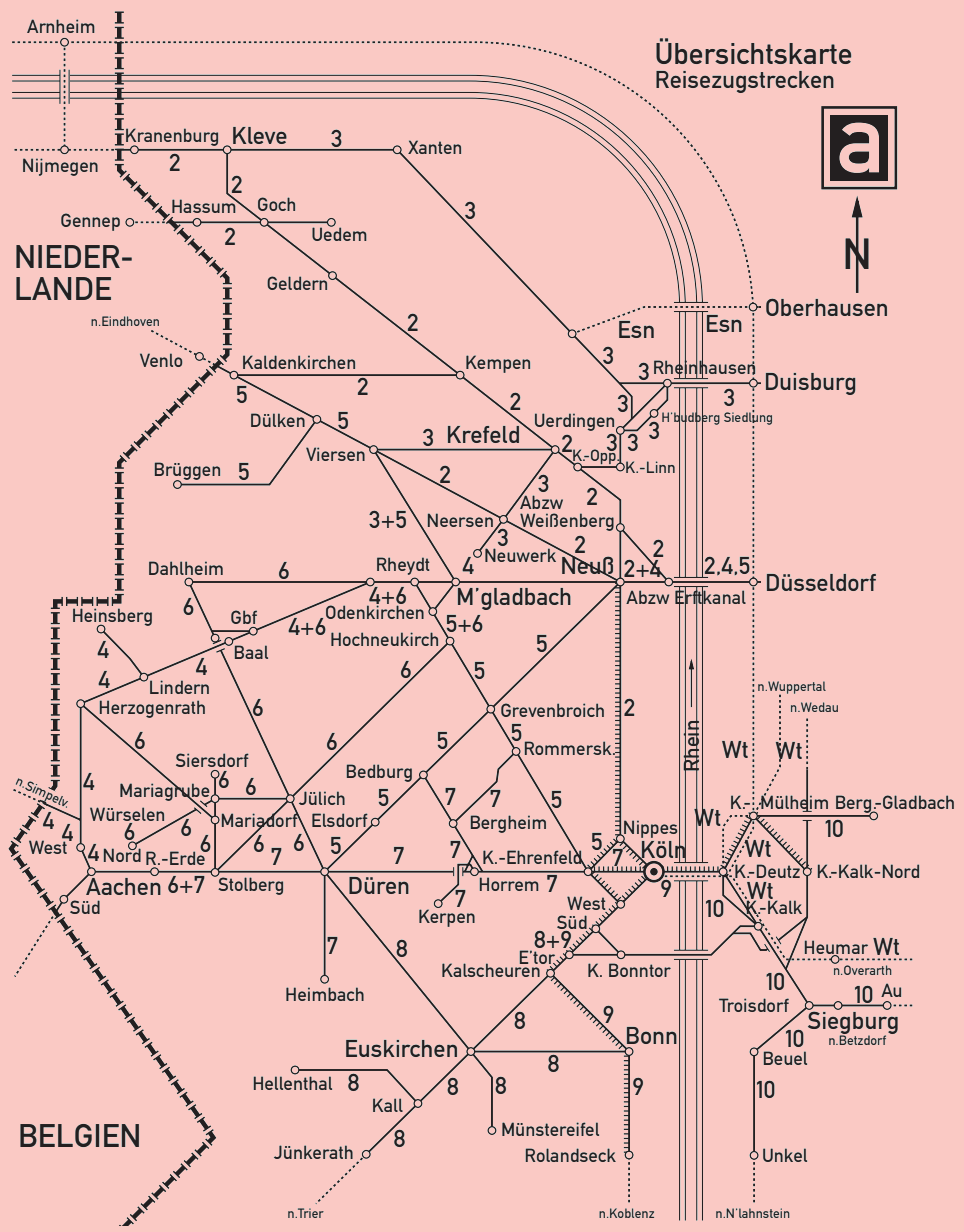 Arnheim
Übersichtskarte
Reisezugstrecken
a
Kranenburg
Kleve
3
Xanten
Nijmegen
2
2
3
Hassum
Goch
Gennep
2
Uedem
N
NIEDER-
LANDE
Geldern
Oberhausen
n.Eindhoven
2
Esn
Esn
Venlo
Kaldenkirchen
Kempen
3
Rheinhausen
3
Duisburg
5
2
2
3
3
Dülken
5
Uerdingen
H'budberg Siedlung
3
Viersen
3
Krefeld
2
3
3
K.-Opp.
K.-Linn
Brüggen
5
2
3
2
3+5
Neersen
Abzw
Weißenberg
3
2
2
Neuwerk
Dahlheim
6
Rheydt
4
Neuß
2+4
2,4,5
Düsseldorf
4+6
M'gladbach
Abzw Erftkanal
6
Odenkirchen
Heinsberg
Gbf
4+6
5+6
Hochneukirch
4
Baal
5
4
4
Lindern
6
5
Herzogenrath
6
Grevenbroich
2
Rhein
n.Wuppertal
n.Wedau
6
6
5
5
Rommersk.
Wt
Wt
Siersdorf
6
Bedburg
n.Simpelv.
4
Mariagrube
6
Jülich
5
7
7
5
K.-Mülheim
Berg.-Gladbach
4
4
Würselen
6
Mariadorf
Elsdorf
Bergheim
Wt
10
West
6
6
6
Nippes
4
Nord
R.-Erde
7
5
7
7
K.-Ehrenfeld
5
7
Köln
Wt
Aachen
6+7
Stolberg
Düren
Horrem
7
9
K.-Deutz
K.-Kalk-Nord
Süd
7
Wt
Kerpen
West
10
K.-Kalk
Süd
7
8
8+9
E'tor
Heumar
Wt
Kalscheuren
K. Bonntor
n.Overarth
Heimbach
10
9
10
Au
Troisdorf
8
Siegburg
Bonn
10
n.Betzdorf
Euskirchen
8
Beuel
Hellenthal
8
8
8
9
10
Kall
8
Münstereifel
BELGIEN
Jünkerath
Rolandseck
Unkel
n.Trier
n.Koblenz
n.N'lahnstein